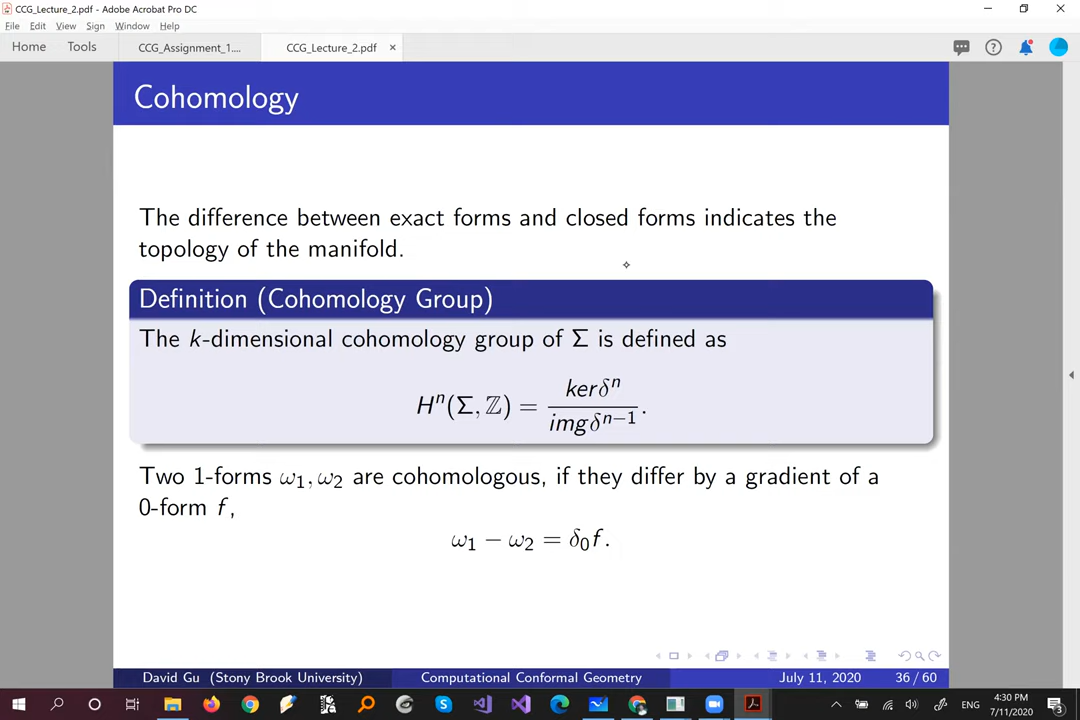 CCG_Lecture_2.pdf - Adobe Acrobat Pro DC
File Edit View Sign Window Help
Home Tools CCG_Assignment_1.... CCG_Lecture_2.pdf ×
Cohomology
The difference between exact forms and closed forms indicates the
topology of the manifold.
Definition (Cohomology Group)
The k-dimensional cohomology group of Σ is defined as
Hⁿ(Σ, ℤ) = kerδⁿ / imgδⁿ⁻¹.
Two 1-forms ω₁, ω₂ are cohomologous, if they differ by a gradient of a
0-form f,
ω₁ − ω₂ = δ₀f.
David Gu (Stony Brook University) Computational Conformal Geometry July 11, 2020 36 / 60
4:30 PM
ENG
7/11/2020
3